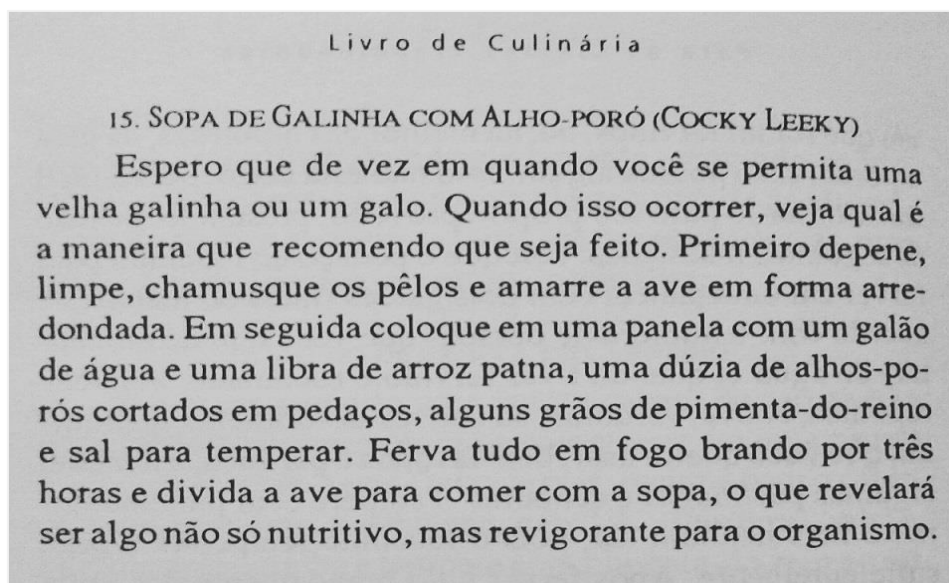 Livro de Culinária
15. SOPA DE GALINHA COM ALHO-PORÓ (COCKY LEEKY)
Espero que de vez em quando você se permita uma
velha galinha ou um galo. Quando isso ocorrer, veja qual é
a maneira que recomendo que seja feito. Primeiro depene,
limpe, chamusque os pêlos e amarre a ave em forma arre-
dondada. Em seguida coloque em uma panela com um galão
de água e uma libra de arroz patna, uma dúzia de alhos-po-
rós cortados em pedaços, alguns grãos de pimenta-do-reino
e sal para temperar. Ferva tudo em fogo brando por três
horas e divida a ave para comer com a sopa, o que revelará
ser algo não só nutritivo, mas revigorante para o organismo.